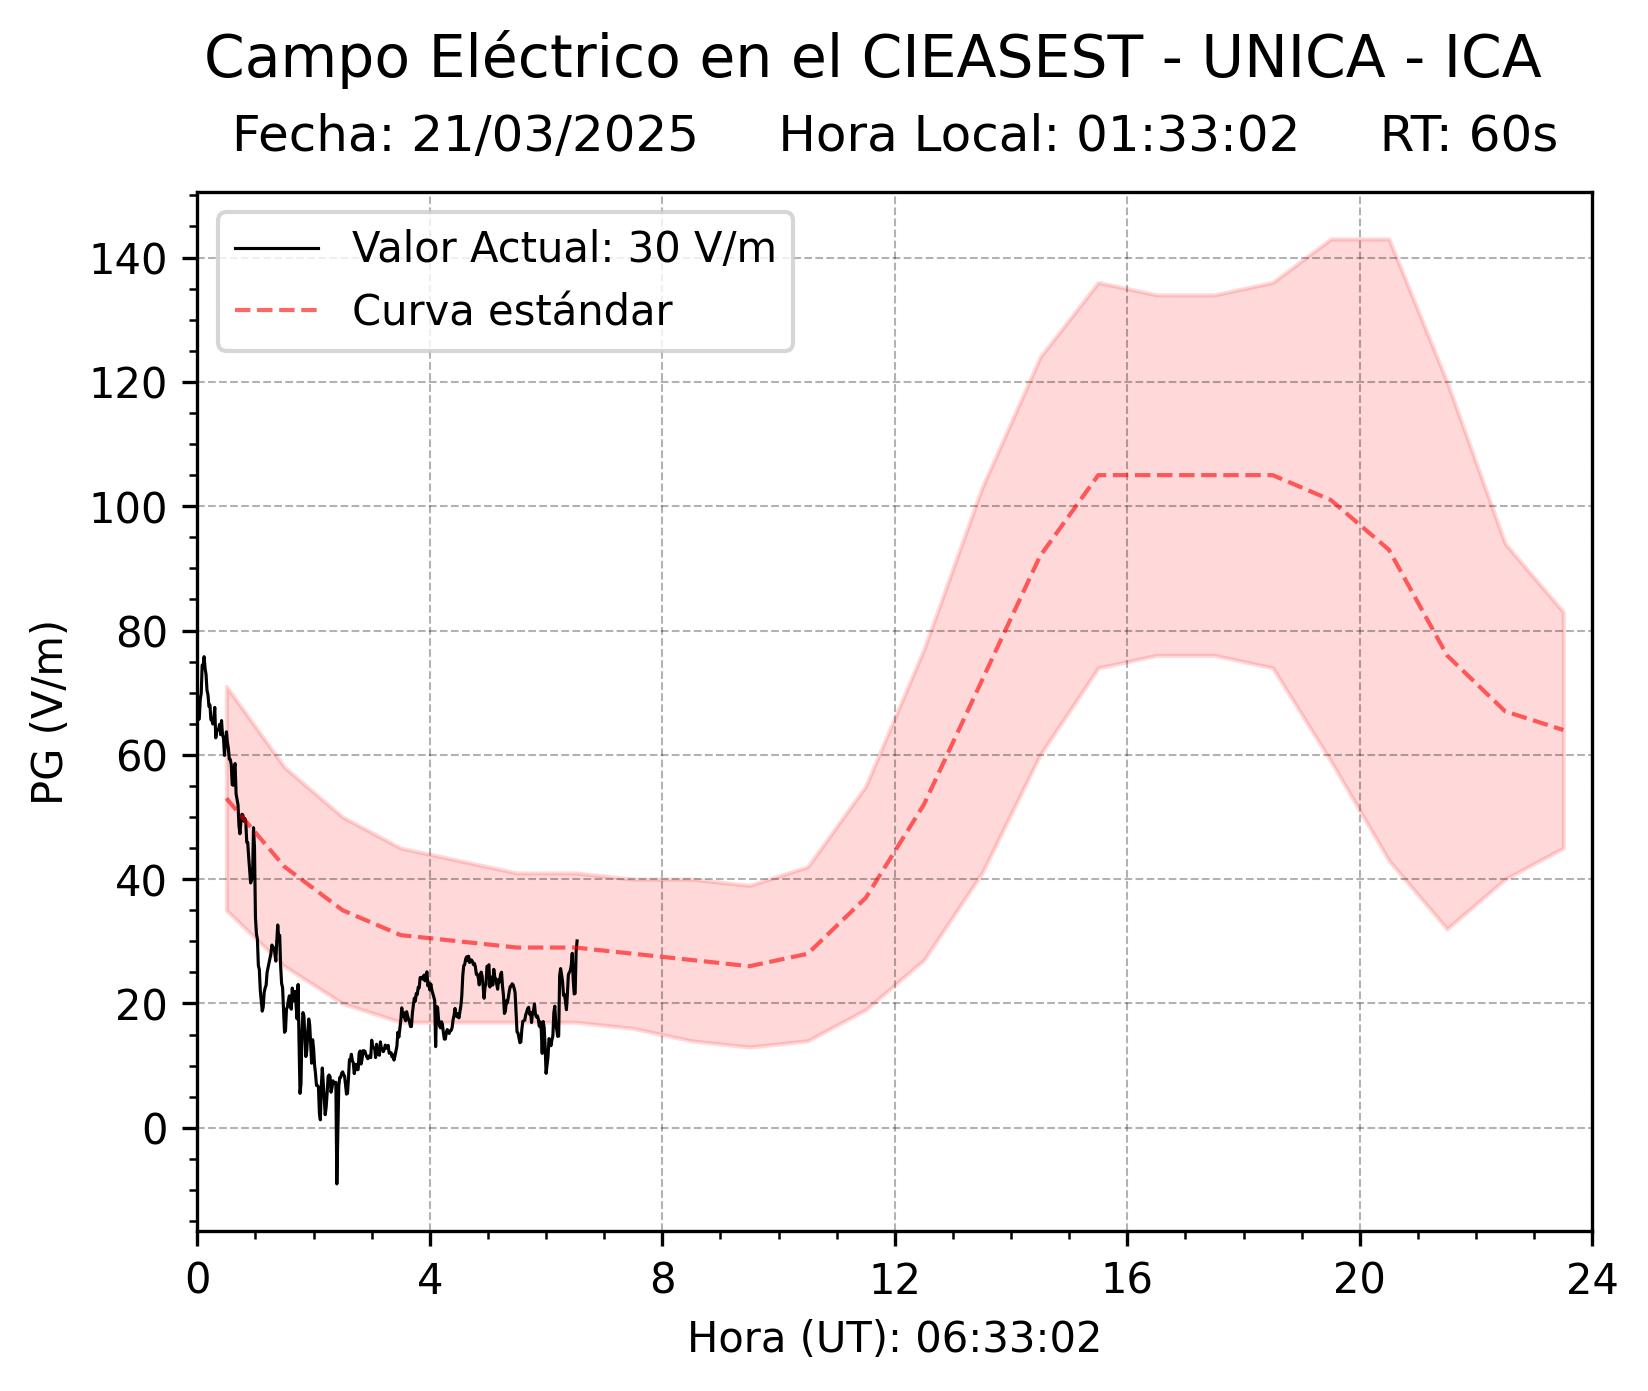 Campo Eléctrico en el CIEASEST - UNICA - ICA
Fecha: 21/03/2025 Hora Local: 01:33:02 RT: 60s
Valor Actual: 30 V/m
Curva estándar
140
120
100
80
60
40
20
0
PG (V/m)
0 4 8 12 16 20 24
Hora (UT): 06:33:02